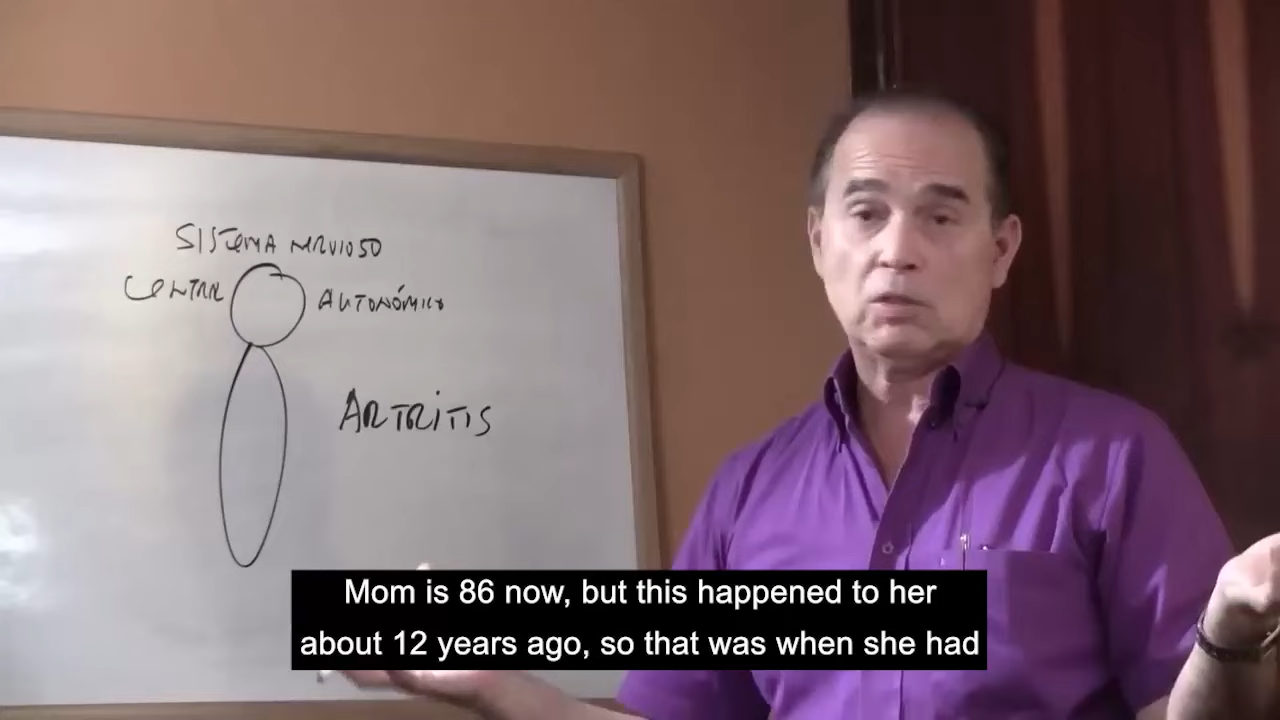 SISTEMA NERVIOSO
CENTRAL AUTONÓMICO
ARTRITIS
Mom is 86 now, but this happened to her
about 12 years ago, so that was when she had